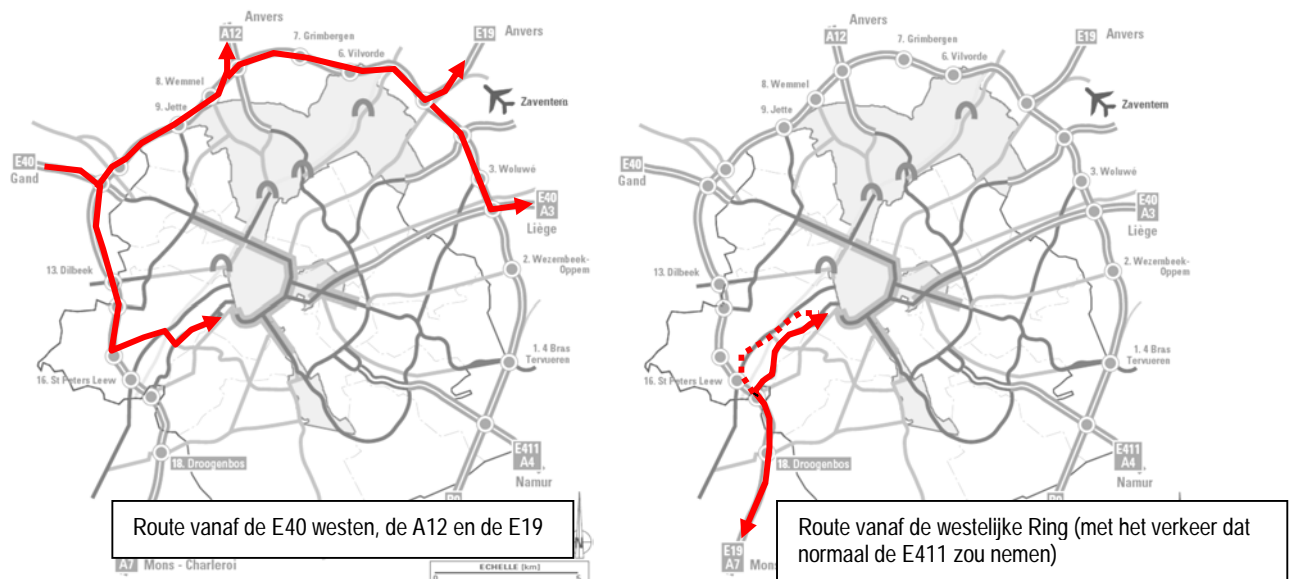 Anvers
A12
7. Grimbergen
6. Vilvorde
E19
Anvers
8. Wemmel
9. Jette
Zaventem
E40
Gand
3. Woluwé
E40
A3
Liège
13. Dilbeek
2. Wezembeek-
Oppem
1. 4 Bras
Tervueren
16. St Peters Leew
E411
A4
Namur
18. Droogenbos
Route vanaf de E40 westen, de A12 en de E19
A7 Mons - Charleroi
N
ECHELLE [km]
Anvers
A12
7. Grimbergen
6. Vilvorde
E19
Anvers
8. Wemmel
9. Jette
Zaventem
E40
Gand
3. Woluwé
E40
A3
Liège
13. Dilbeek
2. Wezembeek-
Oppem
1. 4 Bras
Tervueren
16. St Peters Leew
E411
A4
Namur
18. Droogenbos
Route vanaf de westelijke Ring (met het verkeer dat
normaal de E411 zou nemen)
E19
A7 Mons